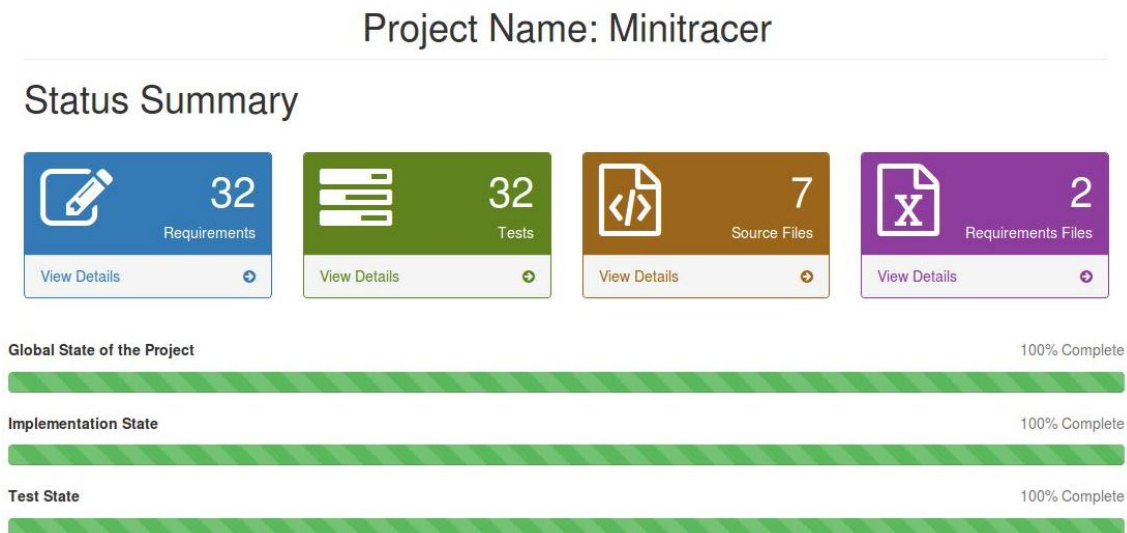 Project Name: Minitracer
Status Summary
32
Requirements
View Details
32
Tests
View Details
</>
7
Source Files
View Details
X
2
Requirements Files
View Details
Global State of the Project 100% Complete
Implementation State 100% Complete
Test State 100% Complete